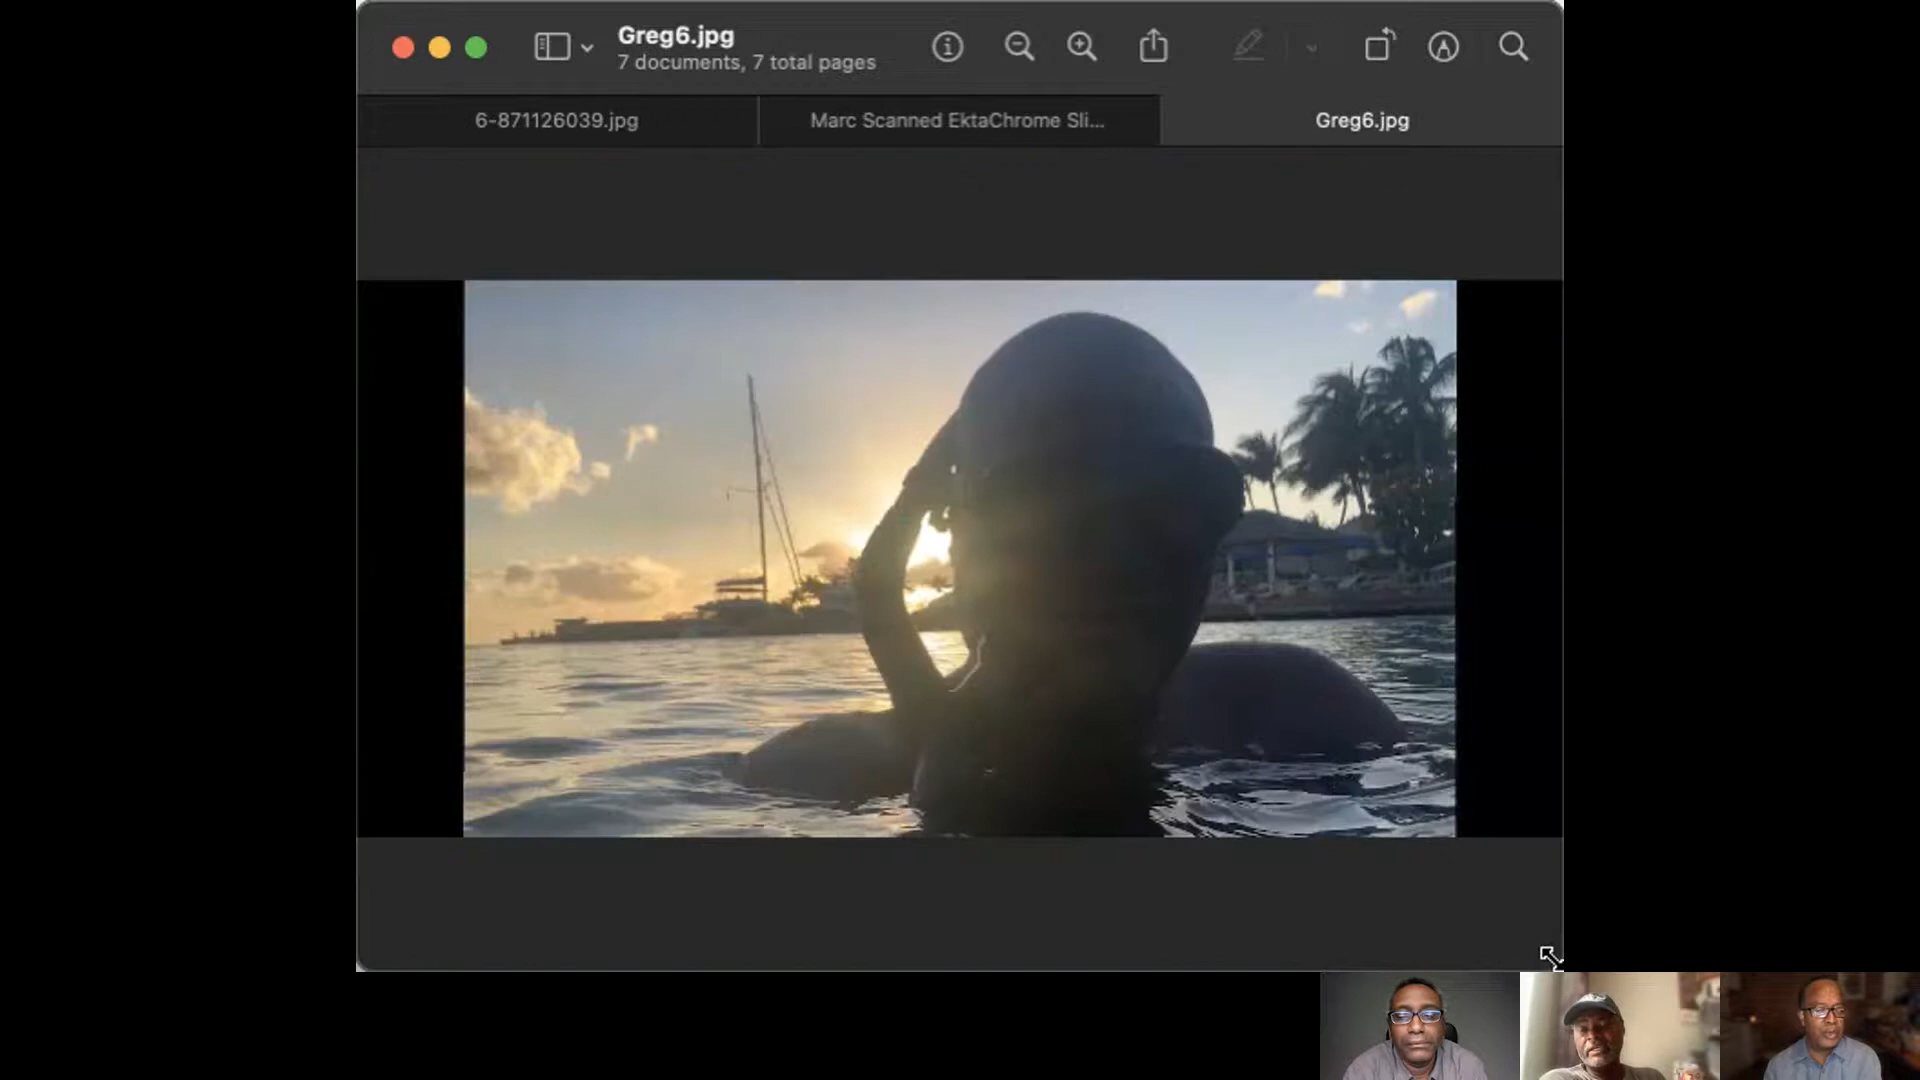 Greg6.jpg
7 documents, 7 total pages
6-871126039.jpg
Marc Scanned EktaChrome Sli...
Greg6.jpg